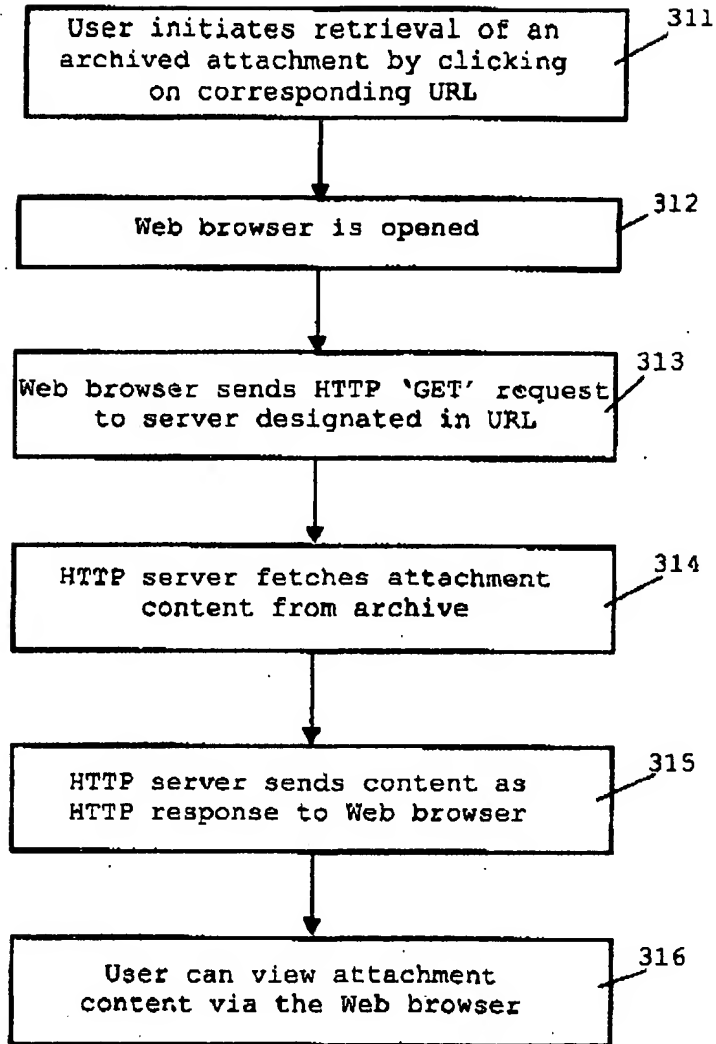 User initiates retrieval of an
archived attachment by clicking
on corresponding URL
311
Web browser is opened
312
Web browser sends HTTP 'GET' request
to server designated in URL
313
HTTP server fetches attachment
content from archive
314
HTTP server sends content as
HTTP response to Web browser
315
User can view attachment
content via the Web browser
316